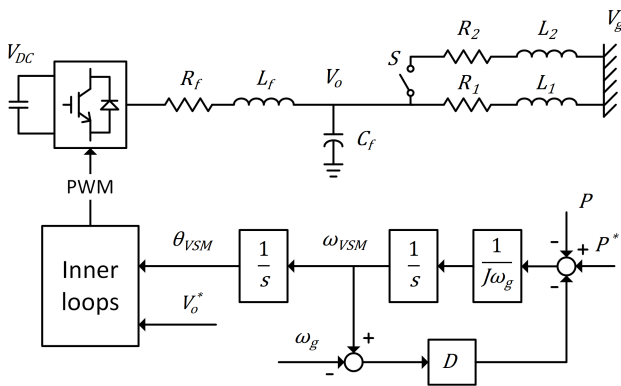 V_DC
R_f
L_f
V_o
C_f
S
R_2
L_2
V_g
R_1
L_1
PWM
Inner
loops
θ_VSM
V_o^*
1
s
ω_VSM
1
s
1
Jω_g
P
-
+
P^*
-
ω_g
-
+
D